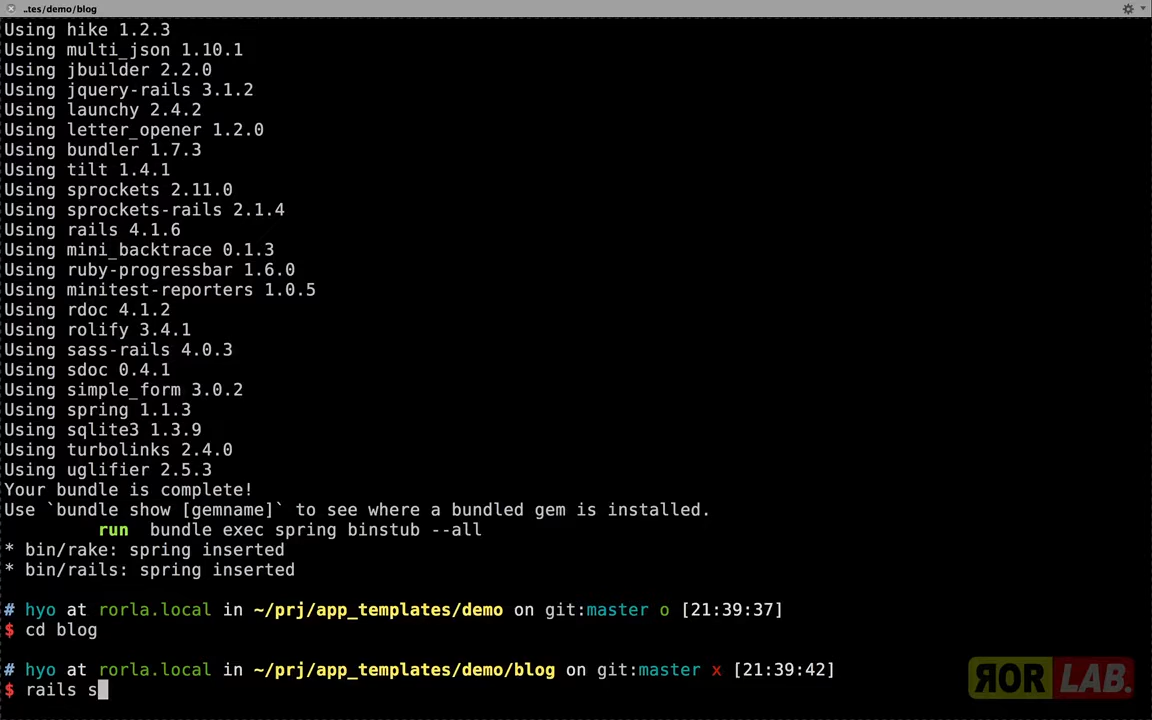 ..tes/demo/blog
Using hike 1.2.3
Using multi_json 1.10.1
Using jbuilder 2.2.0
Using jquery-rails 3.1.2
Using launchy 2.4.2
Using letter_opener 1.2.0
Using bundler 1.7.3
Using tilt 1.4.1
Using sprockets 2.11.0
Using sprockets-rails 2.1.4
Using rails 4.1.6
Using mini_backtrace 0.1.3
Using ruby-progressbar 1.6.0
Using minitest-reporters 1.0.5
Using rdoc 4.1.2
Using rolify 3.4.1
Using sass-rails 4.0.3
Using sdoc 0.4.1
Using simple_form 3.0.2
Using spring 1.1.3
Using sqlite3 1.3.9
Using turbolinks 2.4.0
Using uglifier 2.5.3
Your bundle is complete!
Use `bundle show [gemname]` to see where a bundled gem is installed.
run  bundle exec spring binstub --all
* bin/rake: spring inserted
* bin/rails: spring inserted
# hyo at rorla.local in ~/prj/app_templates/demo on git:master o [21:39:37]
$ cd blog
# hyo at rorla.local in ~/prj/app_templates/demo/blog on git:master x [21:39:42]
$ rails s
ЯOR LAB.